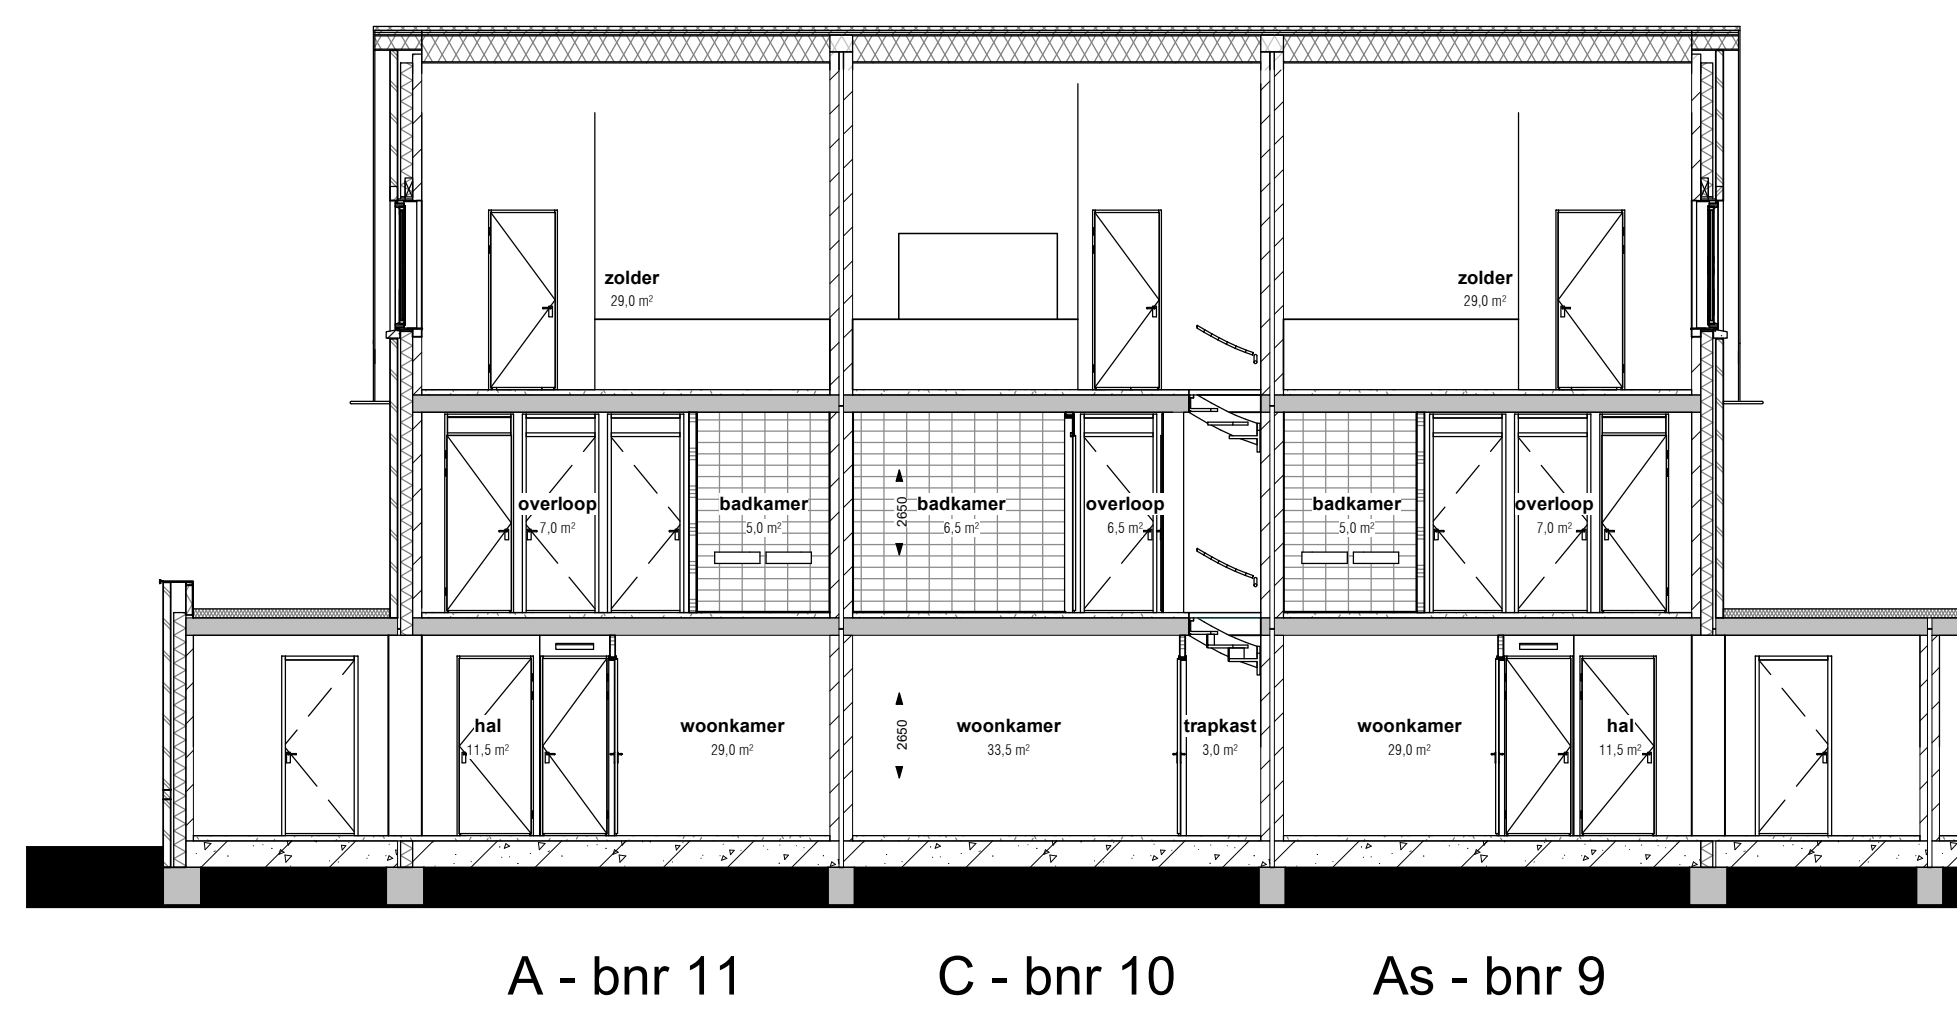 zolder
29,0 m²
zolder
29,0 m²
overloop
7,0 m²
badkamer
5,0 m²
2650
badkamer
6,5 m²
overloop
6,5 m²
badkamer
5,0 m²
overloop
7,0 m²
hal
11,5 m²
woonkamer
29,0 m²
2650
woonkamer
33,5 m²
trapkast
3,0 m²
woonkamer
29,0 m²
hal
11,5 m²
A - bnr 11
C - bnr 10
As - bnr 9